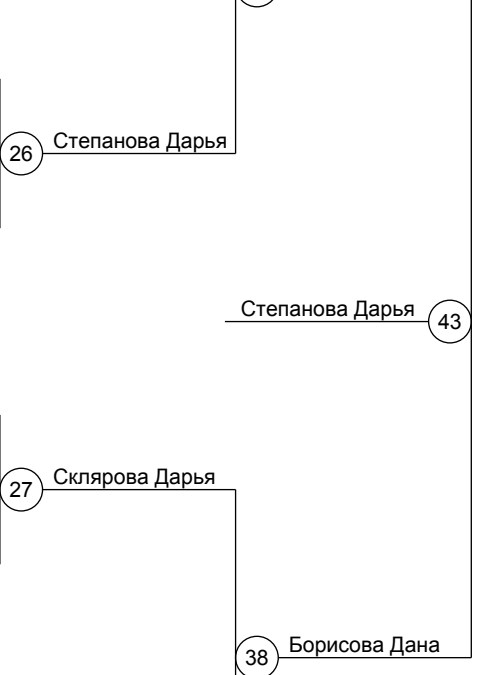 26 Степанова Дарья
Степанова Дарья 43
27 Склярова Дарья
38 Борисова Дана